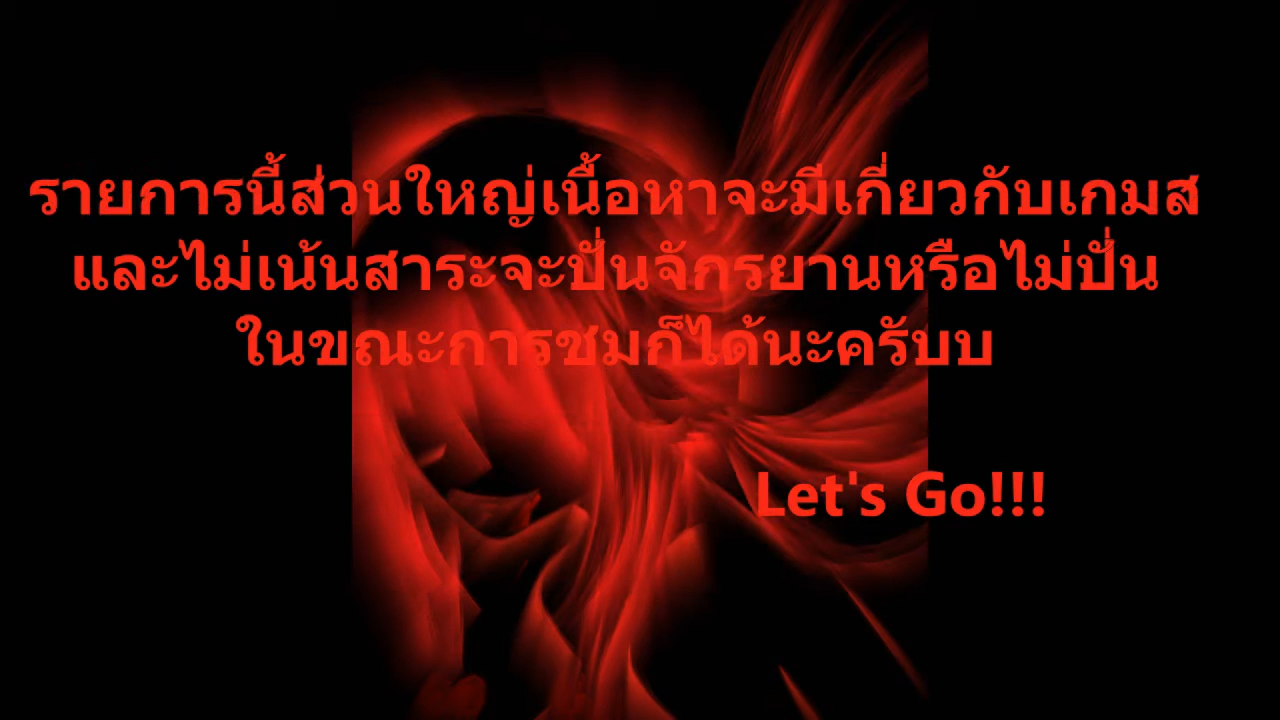 รายการนี้ส่วนใหญ่เนื้อหาจะมีเกี่ยวกับเกมส
และไม่เน้นสาระจะปั่นจักรยานหรือไม่ปั่น
ในขณะการชมก็ได้นะครับบ
Let's Go!!!